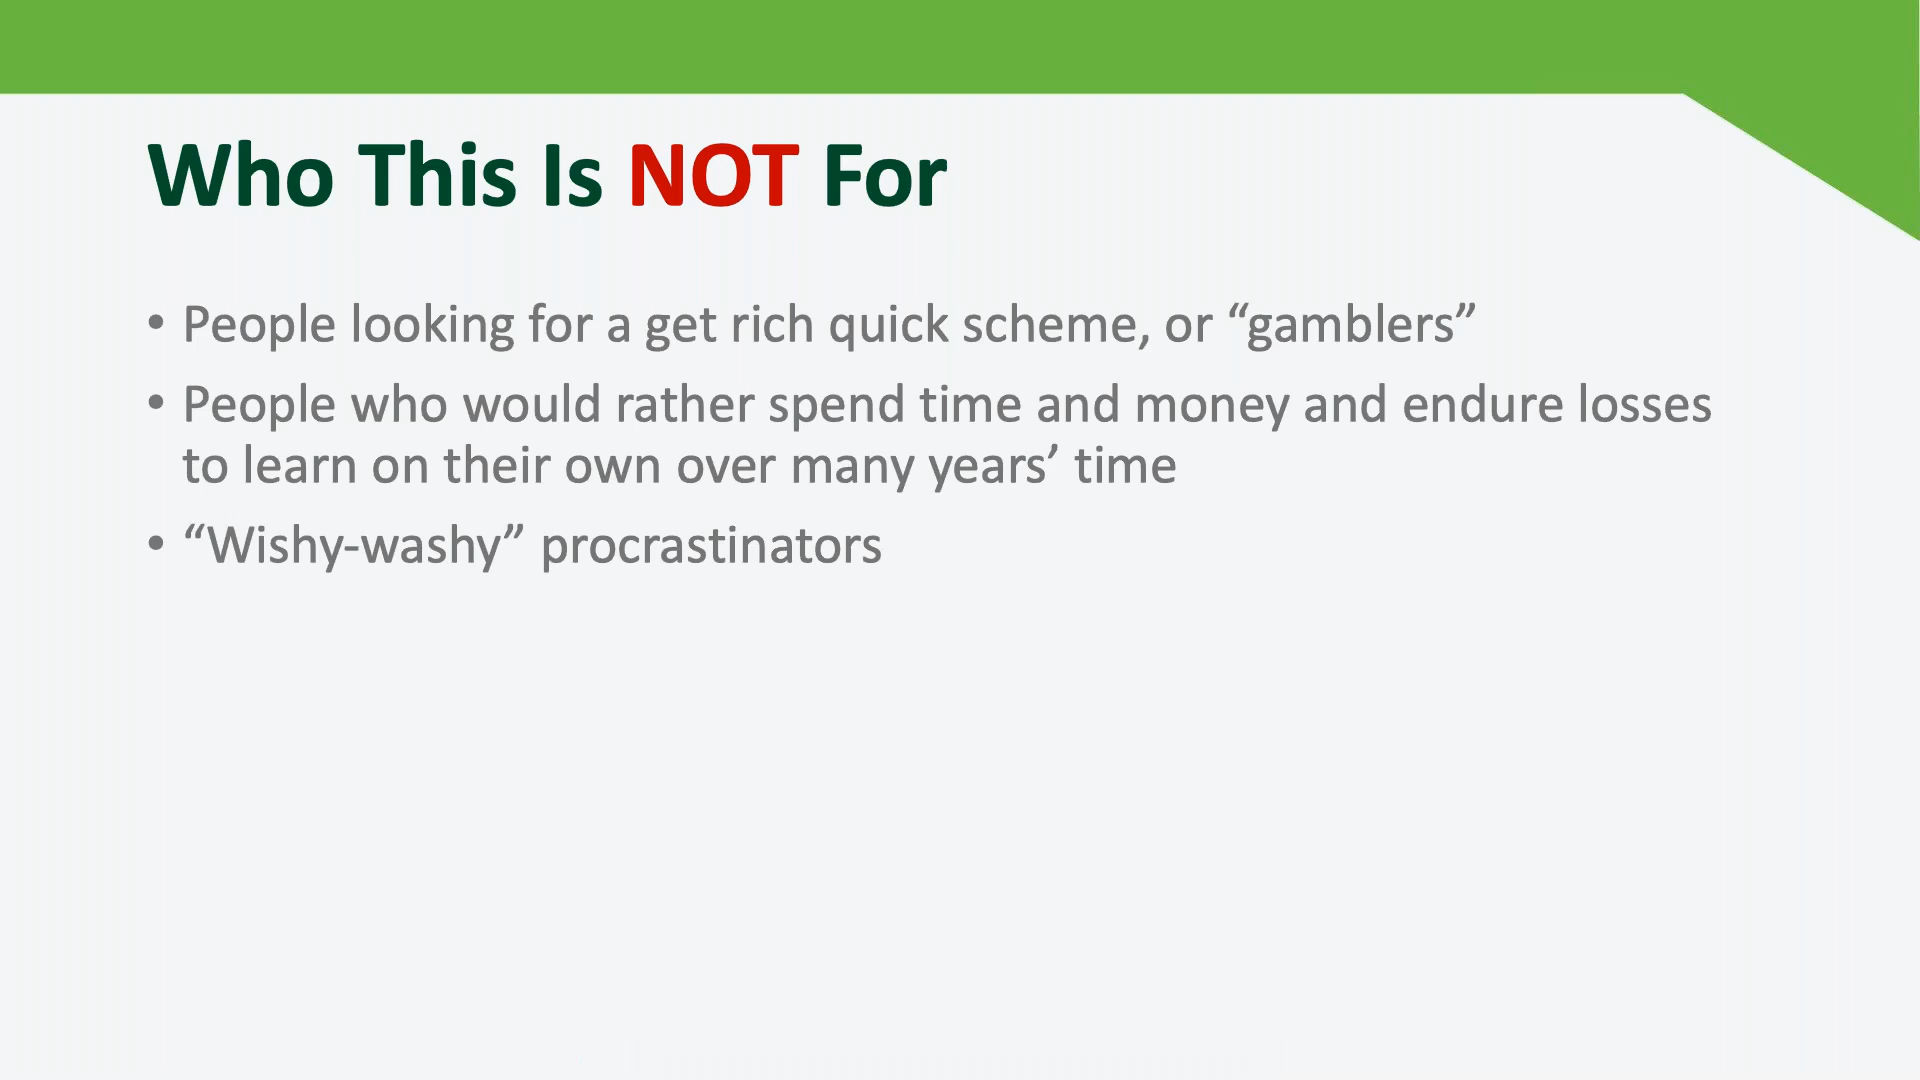 Who This Is NOT For
• People looking for a get rich quick scheme, or “gamblers”
• People who would rather spend time and money and endure losses
to learn on their own over many years’ time
• “Wishy-washy” procrastinators